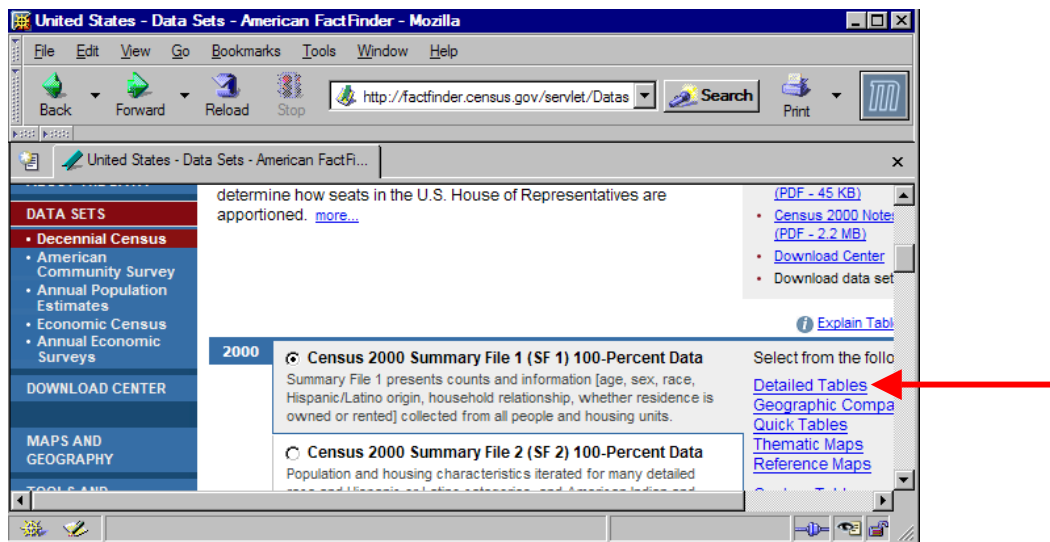 United States - Data Sets - American FactFinder - Mozilla
File Edit View Go Bookmarks Tools Window Help
Back Forward Reload Stop http://factfinder.census.gov/servlet/Datas Search Print
United States - Data Sets - American FactFi...
DATA SETS
• Decennial Census
• American
Community Survey
• Annual Population
Estimates
• Economic Census
• Annual Economic
Surveys
DOWNLOAD CENTER
MAPS AND
GEOGRAPHY
TOOLS AND
determine how seats in the U.S. House of Representatives are
apportioned. more...
2000
Census 2000 Summary File 1 (SF 1) 100-Percent Data
Summary File 1 presents counts and information [age, sex, race,
Hispanic/Latino origin, household relationship, whether residence is
owned or rented] collected from all people and housing units.
Census 2000 Summary File 2 (SF 2) 100-Percent Data
Population and housing characteristics iterated for many detailed
(PDF - 45 KB)
• Census 2000 Notes
(PDF - 2.2 MB)
• Download Center
• Download data set
Explain Tabl
Select from the follo
Detailed Tables
Geographic Compa
Quick Tables
Thematic Maps
Reference Maps